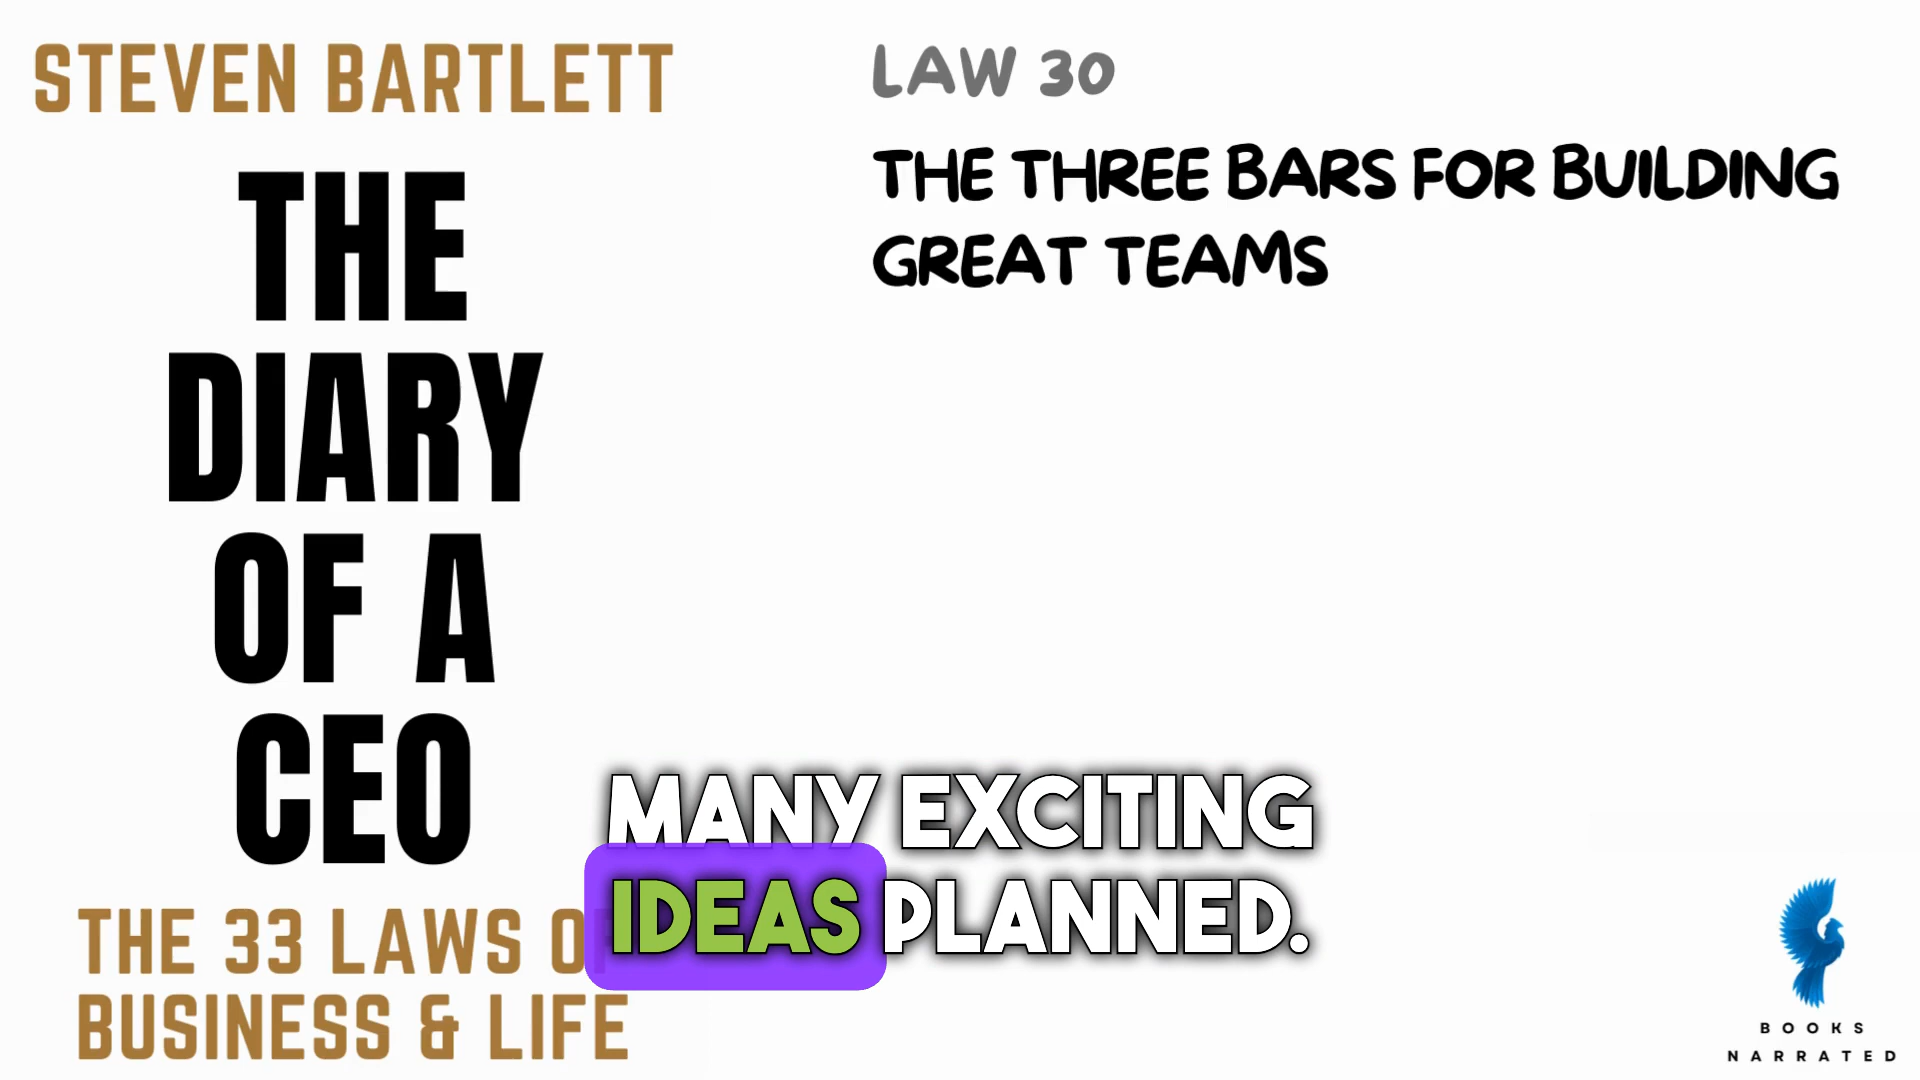 STEVEN BARTLETT
THE
DIARY
OF A
CEO
THE 33 LAWS OF
BUSINESS & LIFE
LAW 30
THE THREE BARS FOR BUILDING
GREAT TEAMS
MANY EXCITING
IDEAS PLANNED.
BOOKS
NARRATED